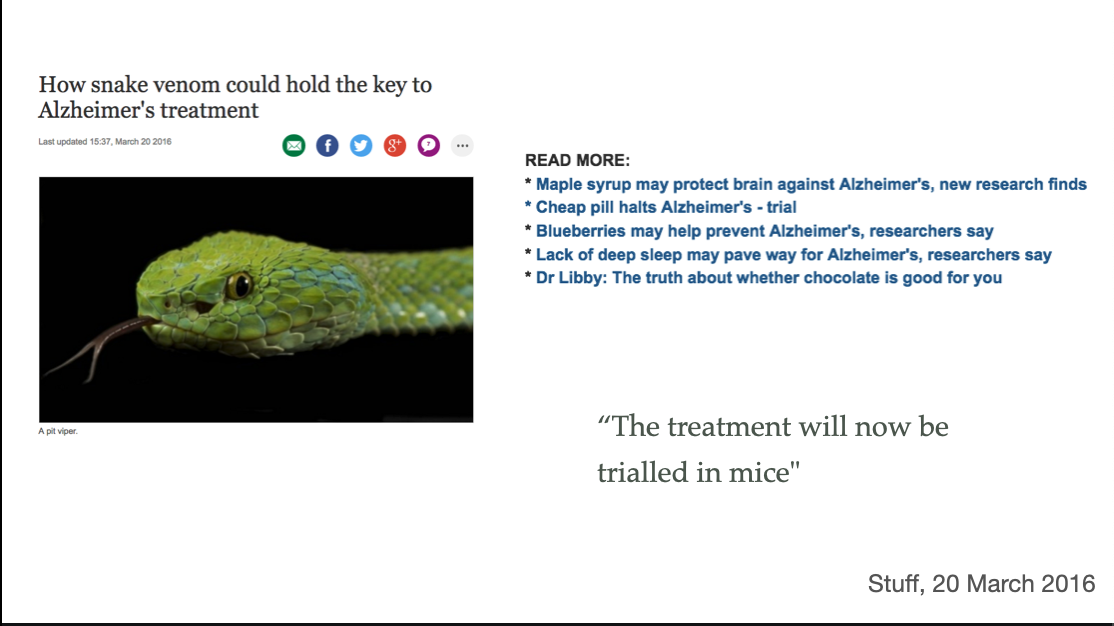 How snake venom could hold the key to
Alzheimer's treatment
Last updated 15:37, March 20 2016
A pit viper.
READ MORE:
* Maple syrup may protect brain against Alzheimer's, new research finds
* Cheap pill halts Alzheimer's - trial
* Blueberries may help prevent Alzheimer's, researchers say
* Lack of deep sleep may pave way for Alzheimer's, researchers say
* Dr Libby: The truth about whether chocolate is good for you
“The treatment will now be
trialled in mice"
Stuff, 20 March 2016